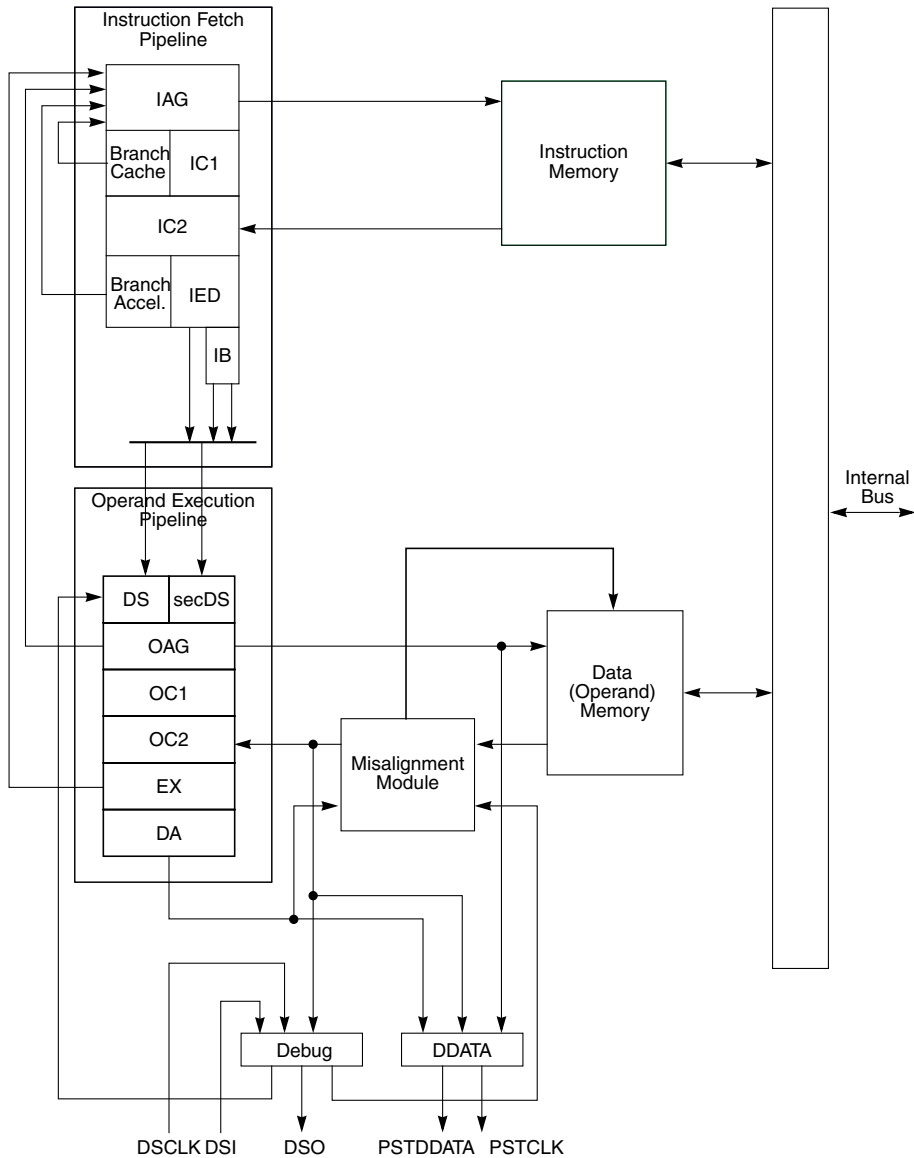 Instruction Fetch
Pipeline
IAG
Branch
Cache
IC1
Instruction
Memory
IC2
Branch
Accel.
IED
IB
Internal
Bus
Operand Execution
Pipeline
DS
secDS
OAG
Data
(Operand)
Memory
OC1
OC2
Misalignment
Module
EX
DA
Debug
DDATA
DSCLK
DSI
DSO
PSTDDATA
PSTCLK